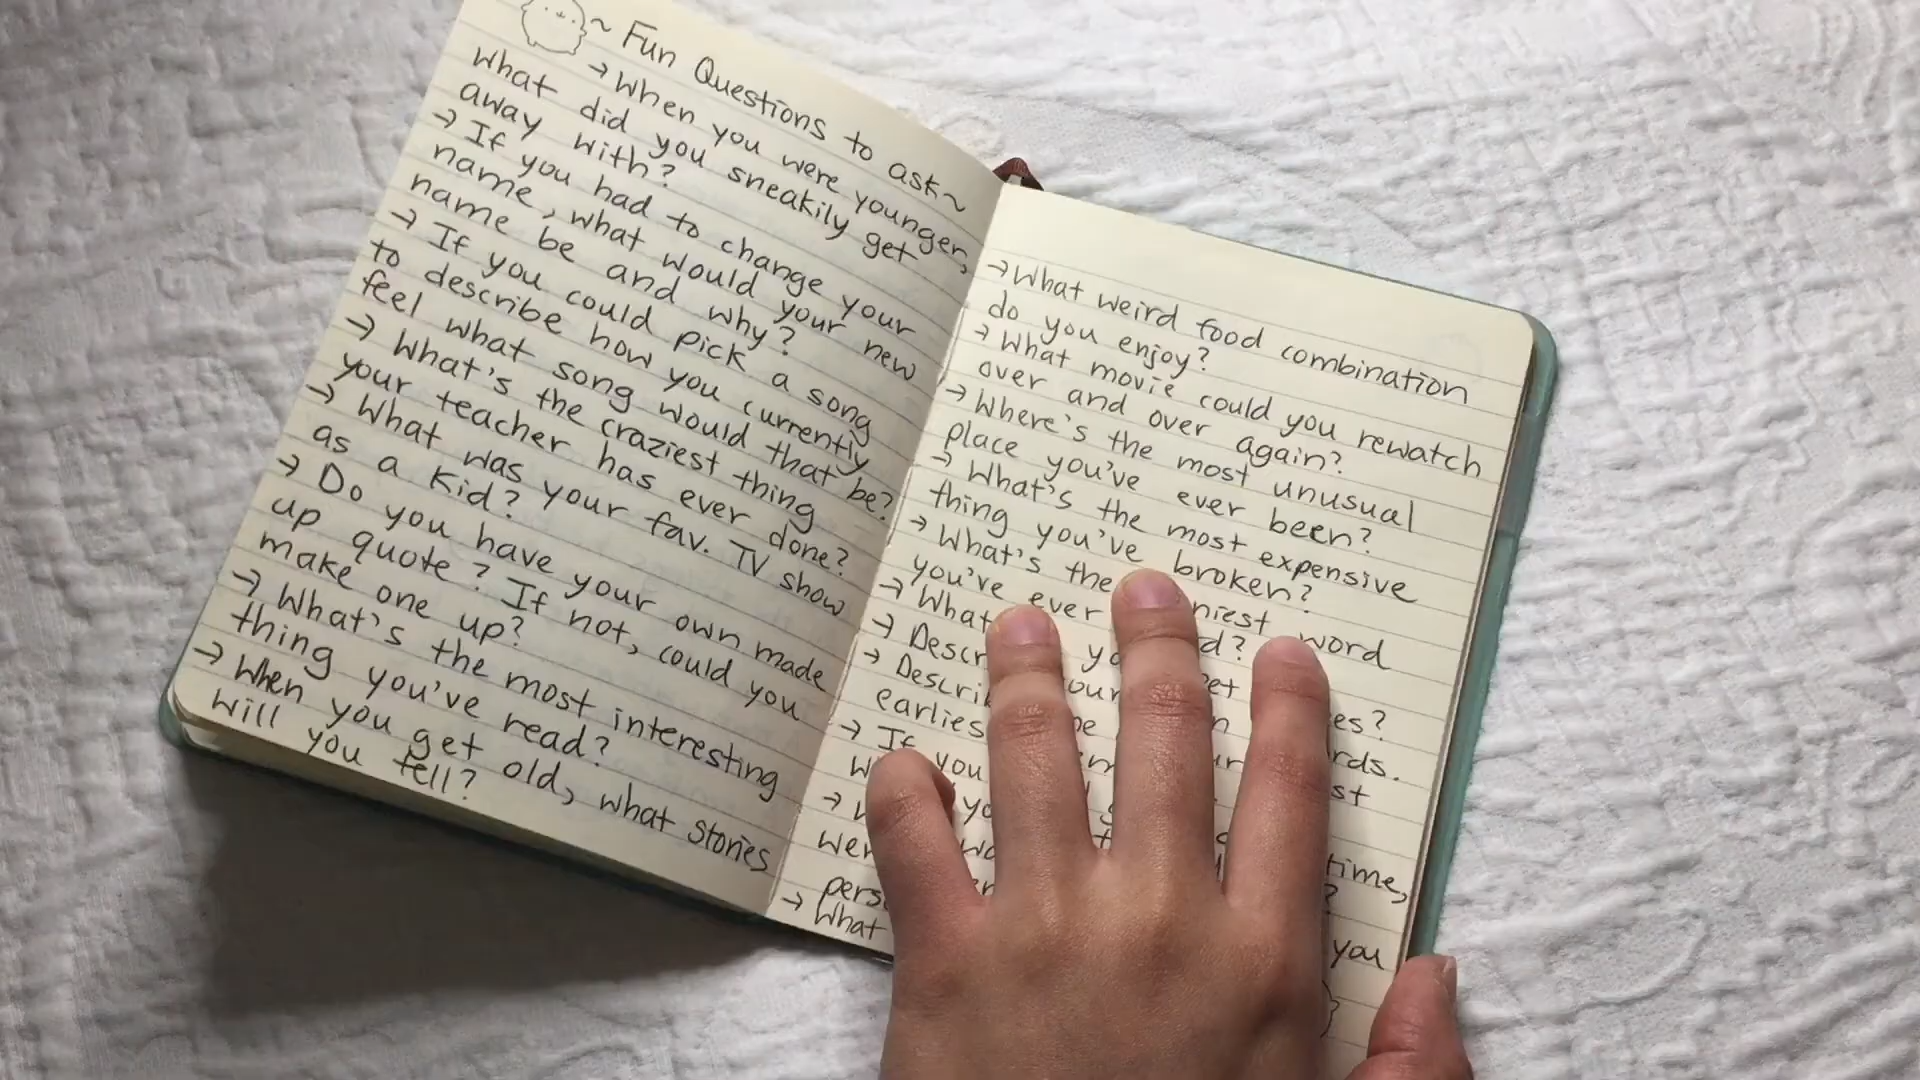 ~ Fun Questions to ask ~
→ When you were younger,
what did you sneakily get
away with?
→ If you had to change your
name, what would your new
name be and why?
→ If you could pick a song
to describe how you currently
feel what song would that be?
→ What's the craziest thing
your teacher has ever done?
→ What was your fav. TV show
as a kid?
→ Do you have your own made
up quote? If not, could you
make one up?
→ What's the most interesting
thing you've read?
→ When you get old, what stories
will you tell?
→ What weird food combination
do you enjoy?
→ What movie could you rewatch
over and over again?
→ Where's the most unusual
place you've ever been?
→ What's the most expensive
thing you've broken?
→ What's the word
you've ever
→ What
→
→
→ If you
→
time,
→ What you